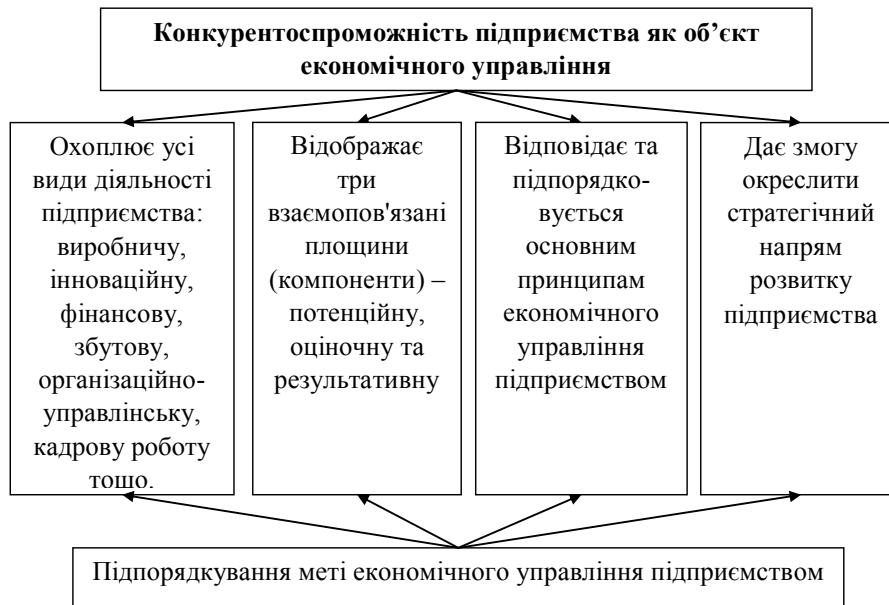 Конкурентоспроможність підприємства як об’єкт
економічного управління
Охоплює усі
види діяльності
підприємства:
виробничу,
інноваційну,
фінансову,
збутову,
організаційно-
управлінську,
кадрову роботу
тошо.
Відображає
три
взаємопов'язані
площини
(компоненти) –
потенційну,
оціночну та
результативну
Відповідає та
підпорядко-
вується
основним
принципам
економічного
управління
підприємством
Дає змогу
окреслити
стратегічний
напрям
розвитку
підприємства
Підпорядкування меті економічного управління підприємством